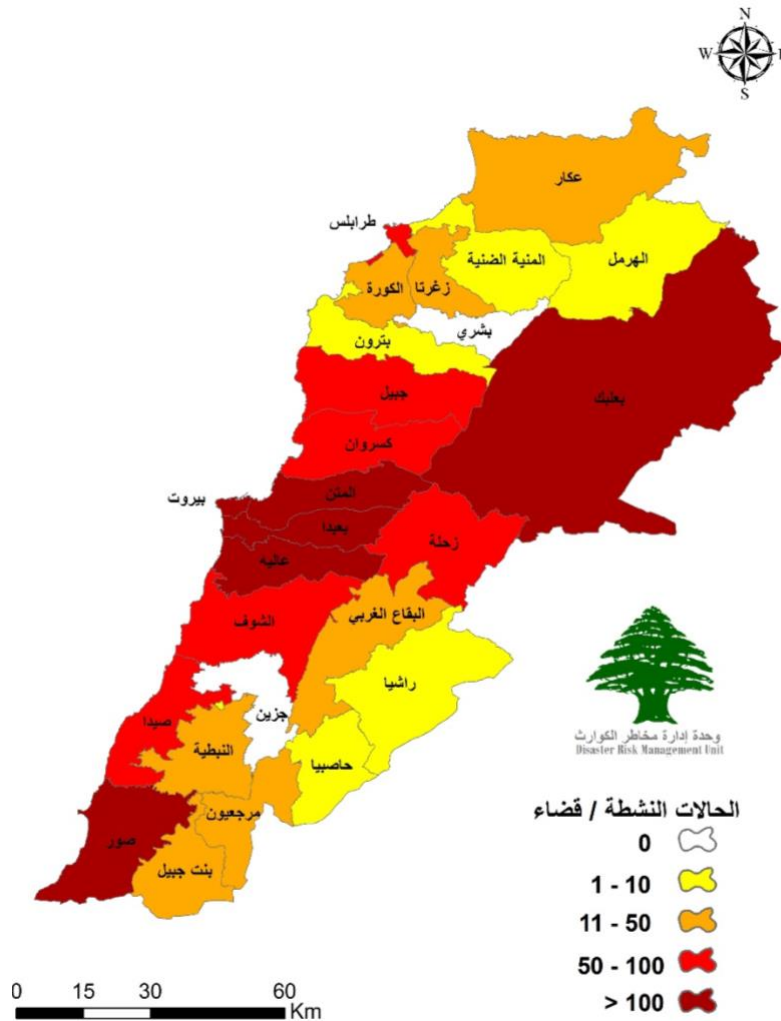 N
W
E
S
عكار
طرابلس
المنية الضنية
الهرمل
زغرتا
الكورة
بشري
بترون
جبيل
بعلبك
كسروان
المتن
بيروت
بعبدا
زحلة
عاليه
البقاع الغربي
الشوف
راشيا
جزين
صيدا
النبطية
حاصبيا
مرجعيون
صور
بنت جبيل
وحدة إدارة مخاطر الكوارث
Disaster Risk Management Unit
الحالات النشطة / قضاء
0
1 - 10
11 - 50
50 - 100
> 100
0 15 30 60
Km